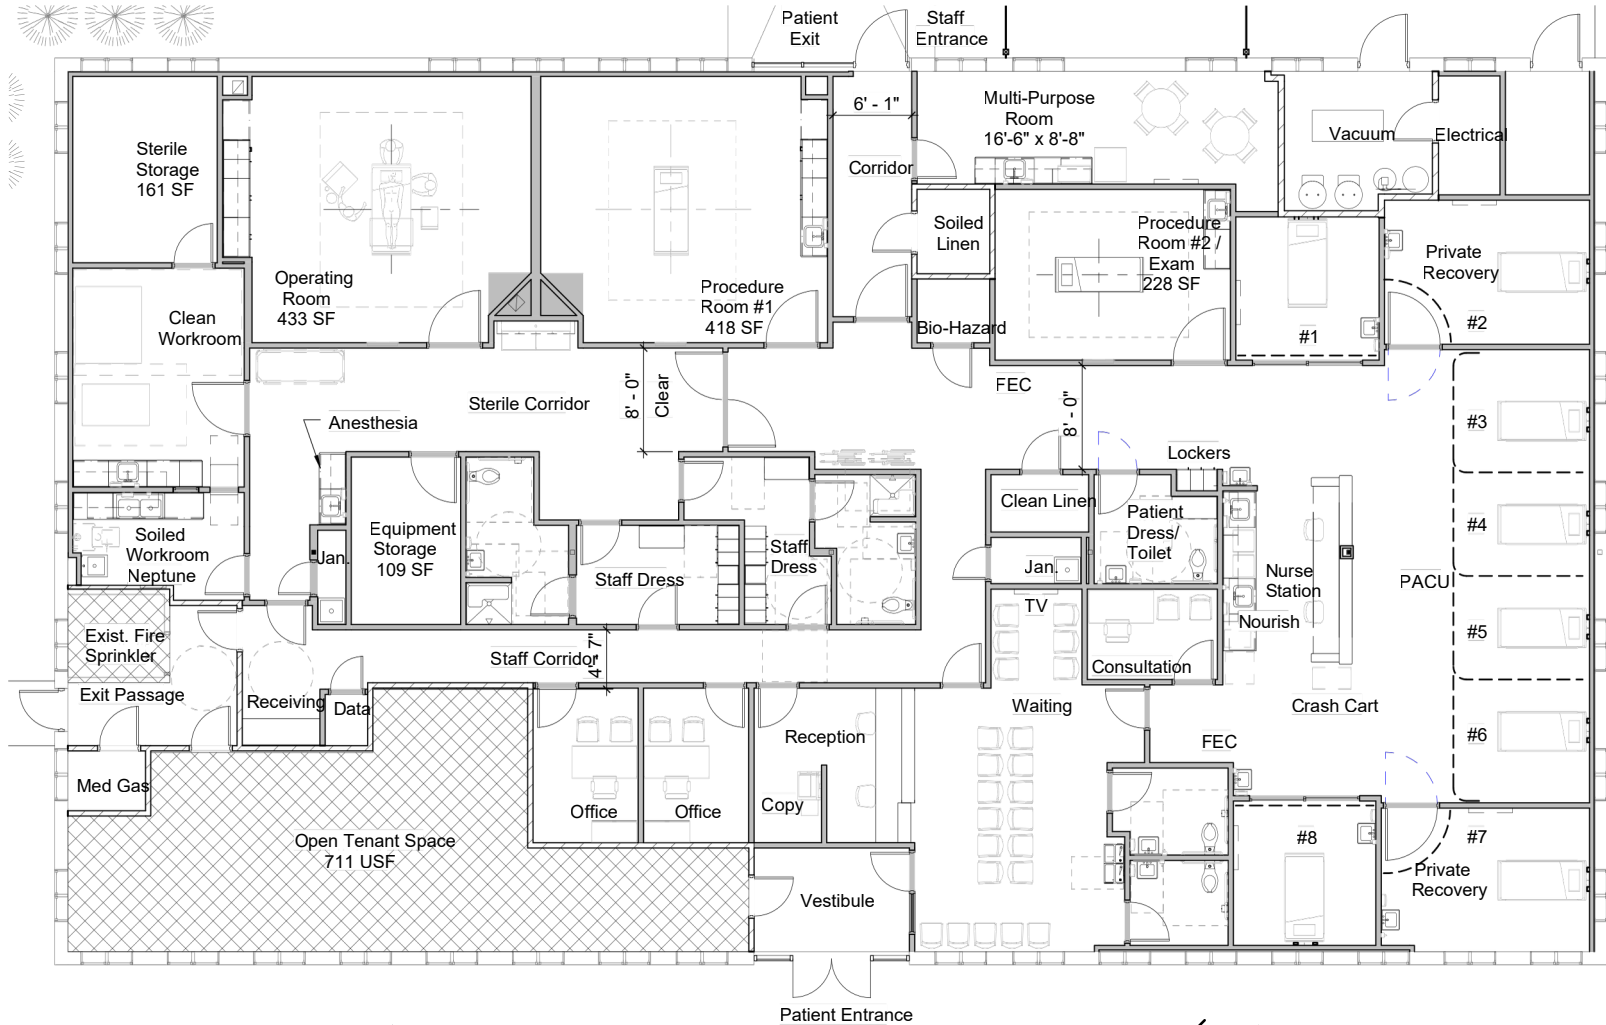 Patient
Exit
Staff
Entrance
6' - 1"
Multi-Purpose
Room
16'-6" x 8'-8"
Vacuum
Electrical
Sterile
Storage
161 SF
Corridor
Soiled
Linen
Procedure
Room #2 /
Exam
228 SF
Private
Recovery
#2
#1
Operating
Room
433 SF
Procedure
Room #1
418 SF
Bio-Hazard
Clean
Workroom
FEC
8' - 0"
Clear
8' - 0"
Sterile Corridor
Anesthesia
#3
Lockers
Clean Linen
Patient
Dress/
Toilet
#4
Soiled
Workroom
Neptune
Jan.
Equipment
Storage
109 SF
Staff Dress
Staff
Dress
Jan.
TV
Nurse
Station
Nourish
PACU
#5
Exist. Fire
Sprinkler
Staff Corridor
4' - 7"
Consultation
Exit Passage
Receiving
Data
Waiting
Crash Cart
Reception
FEC
#6
Med Gas
Office
Office
Copy
Open Tenant Space
711 USF
#8
#7
Private
Recovery
Vestibule
Patient Entrance